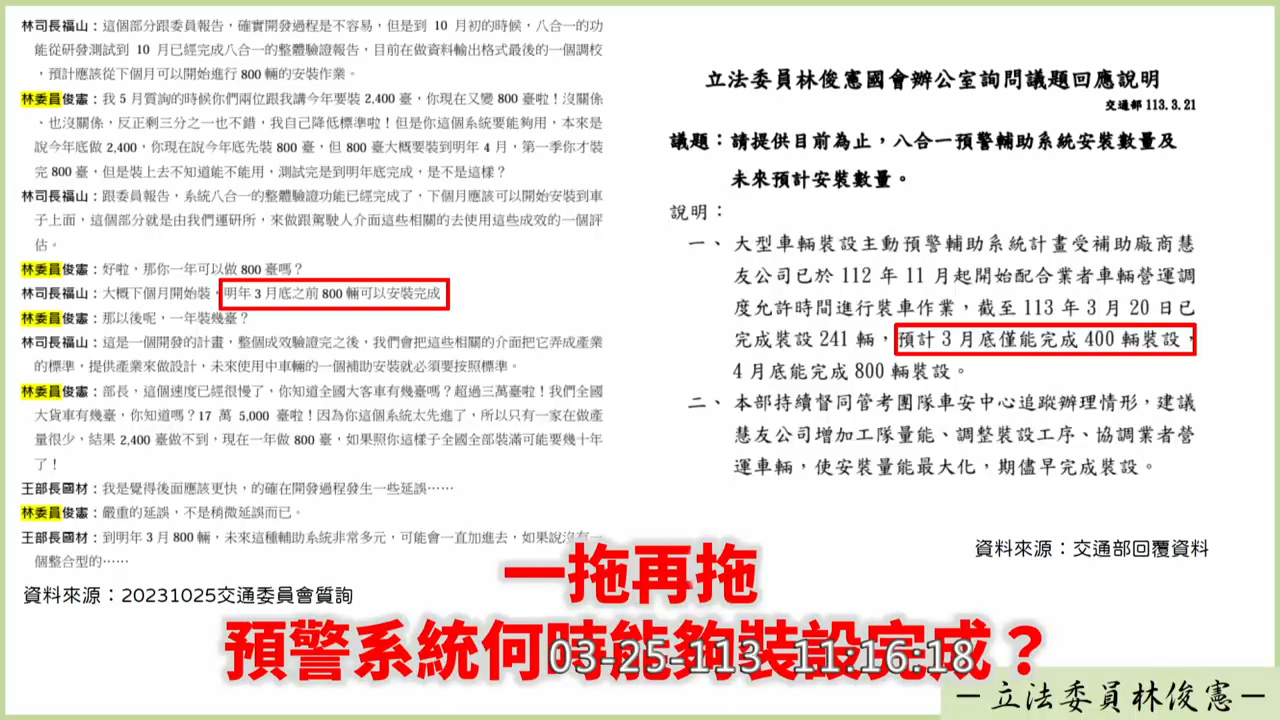 林司長福山：這個部分跟委員報告，確實開發過程是不容易，但是到 10 月初的時候，八合一的功
能從研發測試到 10 月已經完成八合一的整體驗證報告，目前在做資料輸出格式最後的一個調校
，預計應該從下個月可以開始進行 800 輛的安裝作業。
林委員俊憲：我 5 月質詢的時候你們兩位跟我講今年要裝 2,400 臺，你現在又變 800 臺啦！沒關係
、也沒關係，反正剩三分之一也不錯，我自己降低標準啦！但是你這個系統要能夠用，本來是
說今年底做 2,400，你現在說今年底先裝 800 臺，但 800 臺大概要裝到明年 4 月，第一季你才裝
完 800 臺，但是裝上去不知道能不能用，測試完是到明年底完成，是不是這樣？
林司長福山：跟委員報告，系統八合一的整體驗證功能已經完成了，下個月應該可以開始安裝到車
子上面，這個部分就是由我們運研所，來做跟駕駛人介面這些相關的去使用這些成效的一個評
估。
林委員俊憲：好啦，那你一年可以做 800 臺嗎？
林司長福山：大概下個月開始裝，明年 3 月底之前 800 輛可以安裝完成
林委員俊憲：那以後呢，一年裝幾臺？
林司長福山：這是一個開發的計畫，整個成效驗證完之後，我們會把這些相關的介面把它弄成產業
的標準，提供產業來做設計，未來使用中車輛的一個補助安裝就必須要按照標準。
林委員俊憲：部長，這個速度已經很慢了，你知道全國大客車有幾臺嗎？超過三萬臺啦！我們全國
大貨車有幾臺，你知道嗎？17 萬 5,000 臺啦！因為你這個系統太先進了，所以只有一家在做產
量很少，結果 2,400 臺做不到，現在一年做 800 臺，如果照你這樣子全國全部裝滿可能要幾十年
了！
王部長國材：我是覺得後面應該更快，的確在開發過程發生一些延誤……
林委員俊憲：嚴重的延誤，不是稍微延誤而已。
王部長國材：到明年 3 月 800 輛，未來這種輔助系統非常多元，可能會一直加進去，如果說沒有一
個整合型的……
資料來源：20231025交通委員會質詢
立法委員林俊憲國會辦公室詢問議題回應說明
交通部 113.3.21
議題：請提供目前為止，八合一預警輔助系統安裝數量及
未來預計安裝數量。
說明：
一、大型車輛裝設主動預警輔助系統計畫受補助廠商慧
友公司已於 112 年 11 月起開始配合業者車輛營運調
度允許時間進行裝車作業，截至 113 年 3 月 20 日已
完成裝設 241 輛，預計 3 月底僅能完成 400 輛裝設，
4 月底能完成 800 輛裝設。
二、本部持續督同管考團隊車安中心追蹤辦理情形，建議
慧友公司增加工隊量能、調整裝設工序、協調業者營
運車輛，使安裝量能最大化，期儘早完成裝設。
資料來源：交通部回覆資料
一拖再拖
預警系統何時能夠裝設完成？
03-25-113 11:16:18
－立法委員林俊憲－